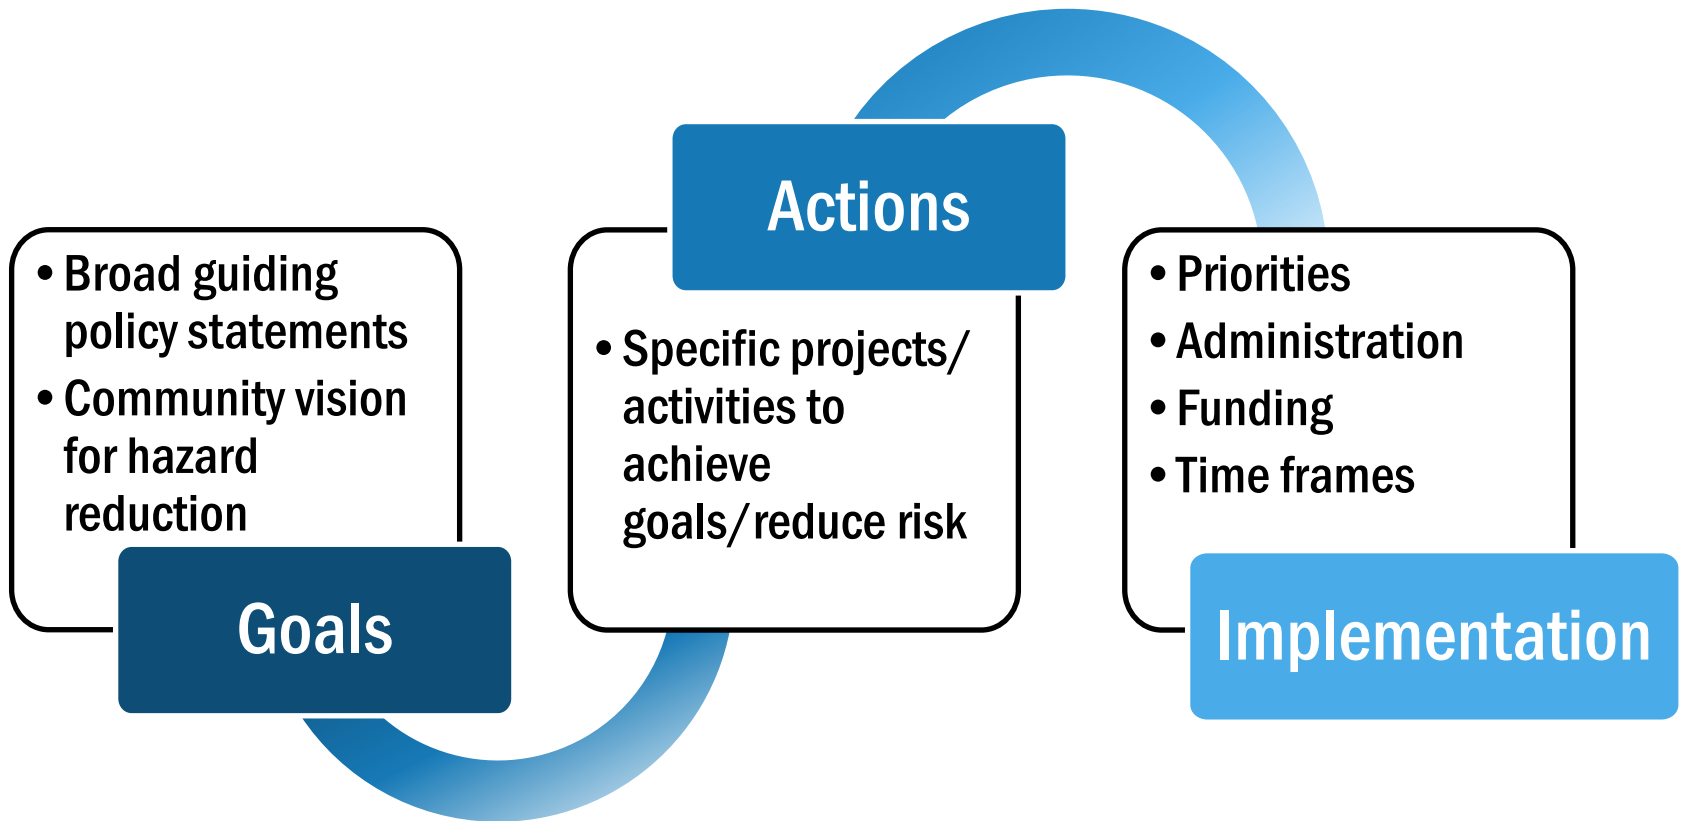 • Broad guiding
policy statements
• Community vision
for hazard
reduction
Goals
Actions
• Specific projects/
activities to
achieve
goals/reduce risk
• Priorities
• Administration
• Funding
• Time frames
Implementation